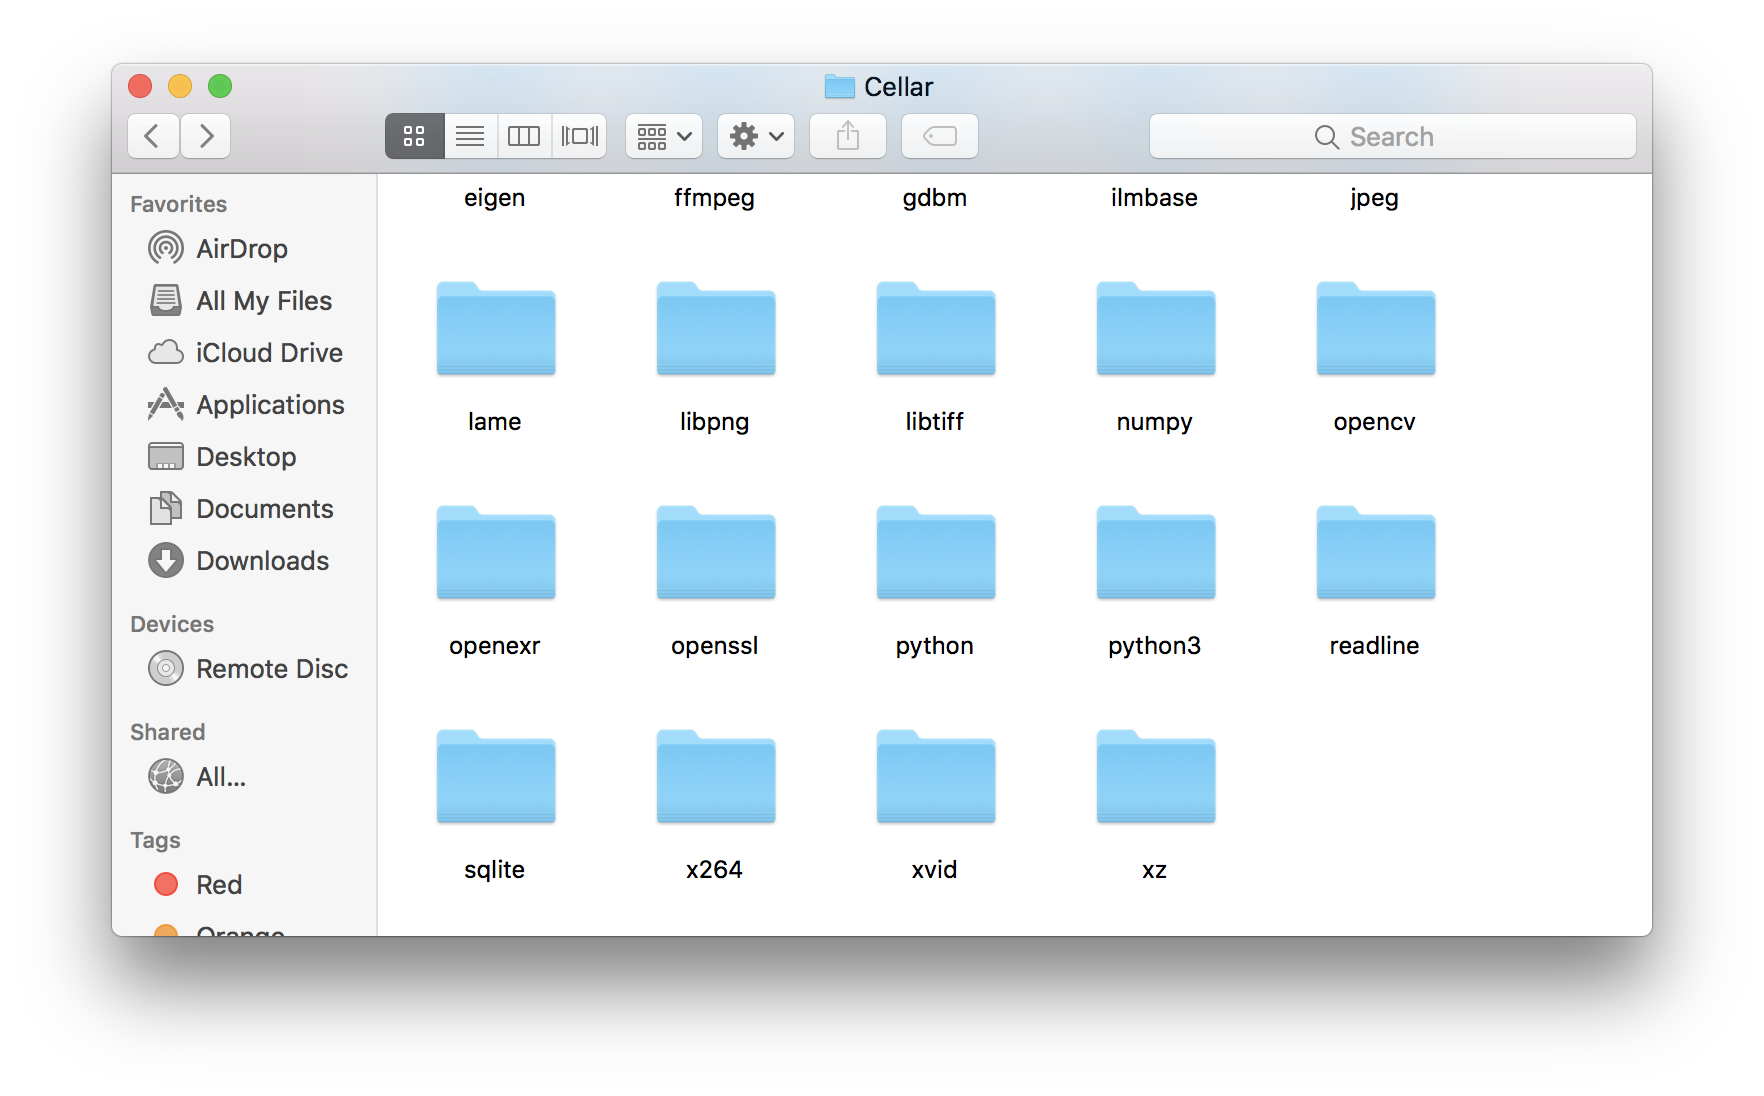 Cellar
Search
Favorites
AirDrop
All My Files
iCloud Drive
Applications
Desktop
Documents
Downloads
Devices
Remote Disc
Shared
All...
Tags
Red
Orange
eigen ffmpeg gdbm ilmbase jpeg
lame libpng libtiff numpy opencv
openexr openssl python python3 readline
sqlite x264 xvid xz